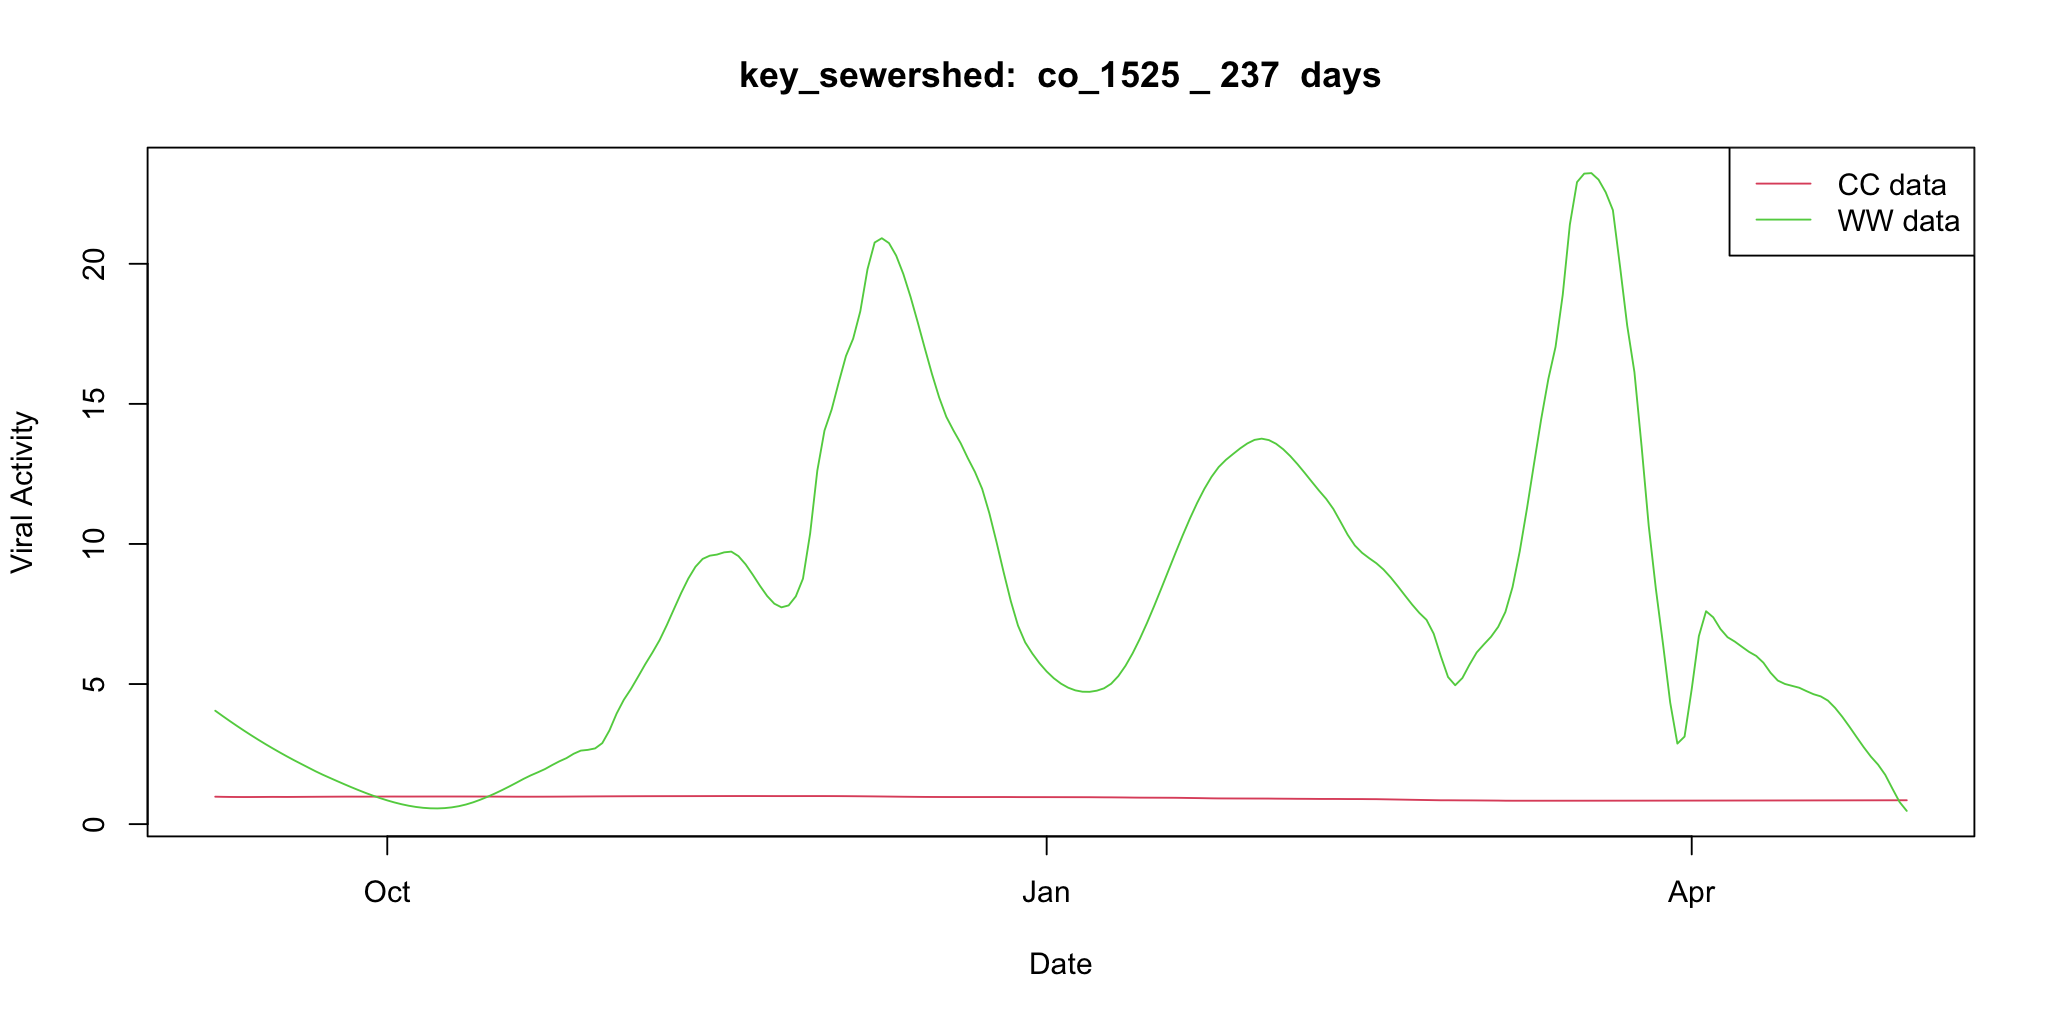 key_sewershed:  co_1525 _ 237  days
CC data
WW data
Viral Activity
20
15
10
5
0
Oct
Jan
Apr
Date